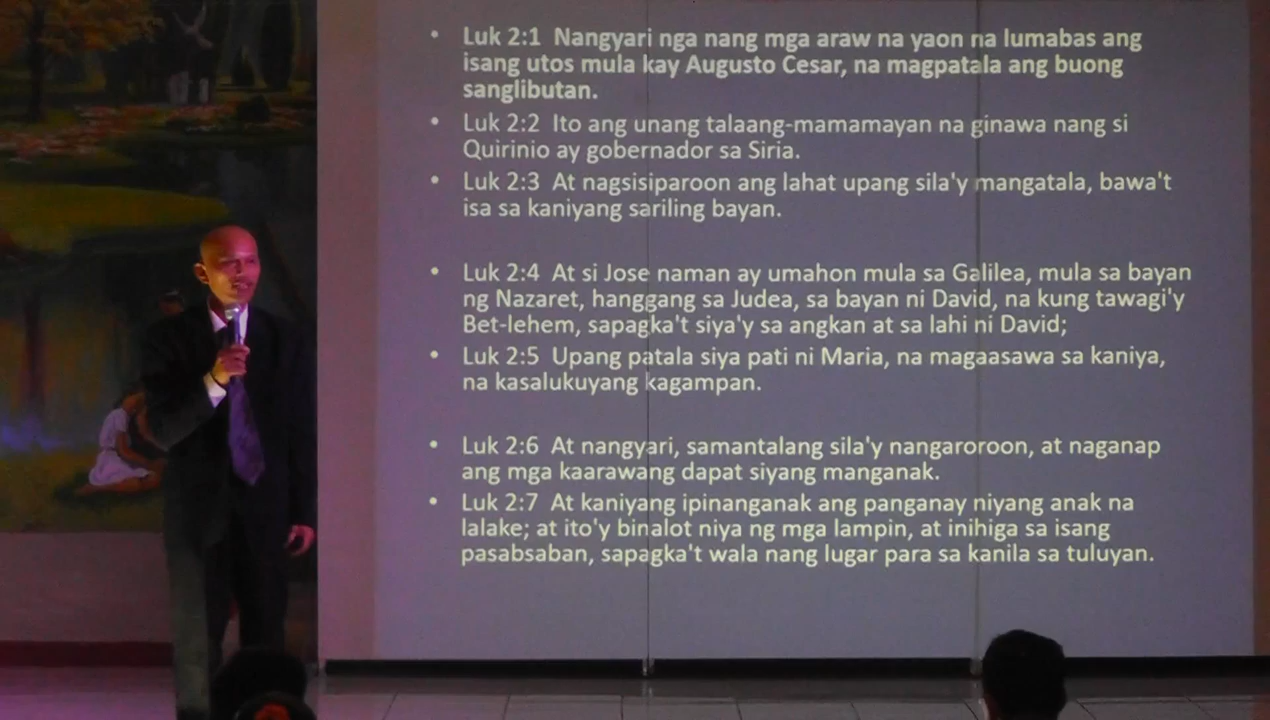 • Luk 2:1 Nangyari nga nang mga araw na yaon na lumabas ang
isang utos mula kay Augusto Cesar, na magpatala ang buong
sanglibutan.
• Luk 2:2 Ito ang unang talaang-mamamayan na ginawa nang si
Quirinio ay gobernador sa Siria.
• Luk 2:3 At nagsisiparoon ang lahat upang sila'y mangatala, bawa't
isa sa kaniyang sariling bayan.
• Luk 2:4 At si Jose naman ay umahon mula sa Galilea, mula sa bayan
ng Nazaret, hanggang sa Judea, sa bayan ni David, na kung tawagi'y
Bet-lehem, sapagka't siya'y sa angkan at sa lahi ni David;
• Luk 2:5 Upang patala siya pati ni Maria, na magaasawa sa kaniya,
na kasalukuyang kagampan.
• Luk 2:6 At nangyari, samantalang sila'y nangaroroon, at naganap
ang mga kaarawang dapat siyang manganak.
• Luk 2:7 At kaniyang ipinanganak ang panganay niyang anak na
lalake; at ito'y binalot niya ng mga lampin, at inihiga sa isang
pasabsaban, sapagka't wala nang lugar para sa kanila sa tuluyan.